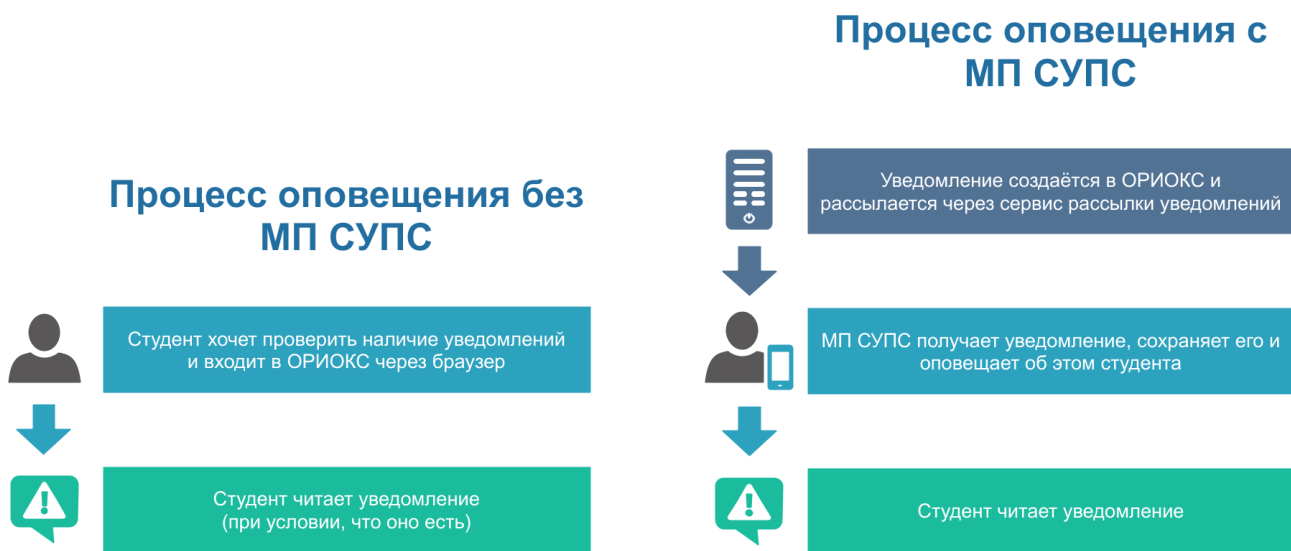 Процесс оповещения без
МП СУПС
Студент хочет проверить наличие уведомлений
и входит в ОРИОКС через браузер
Студент читает уведомление
(при условии, что оно есть)
Процесс оповещения с
МП СУПС
Уведомление создаётся в ОРИОКС и
рассылается через сервис рассылки уведомлений
МП СУПС получает уведомление, сохраняет его и
оповещает об этом студента
Студент читает уведомление